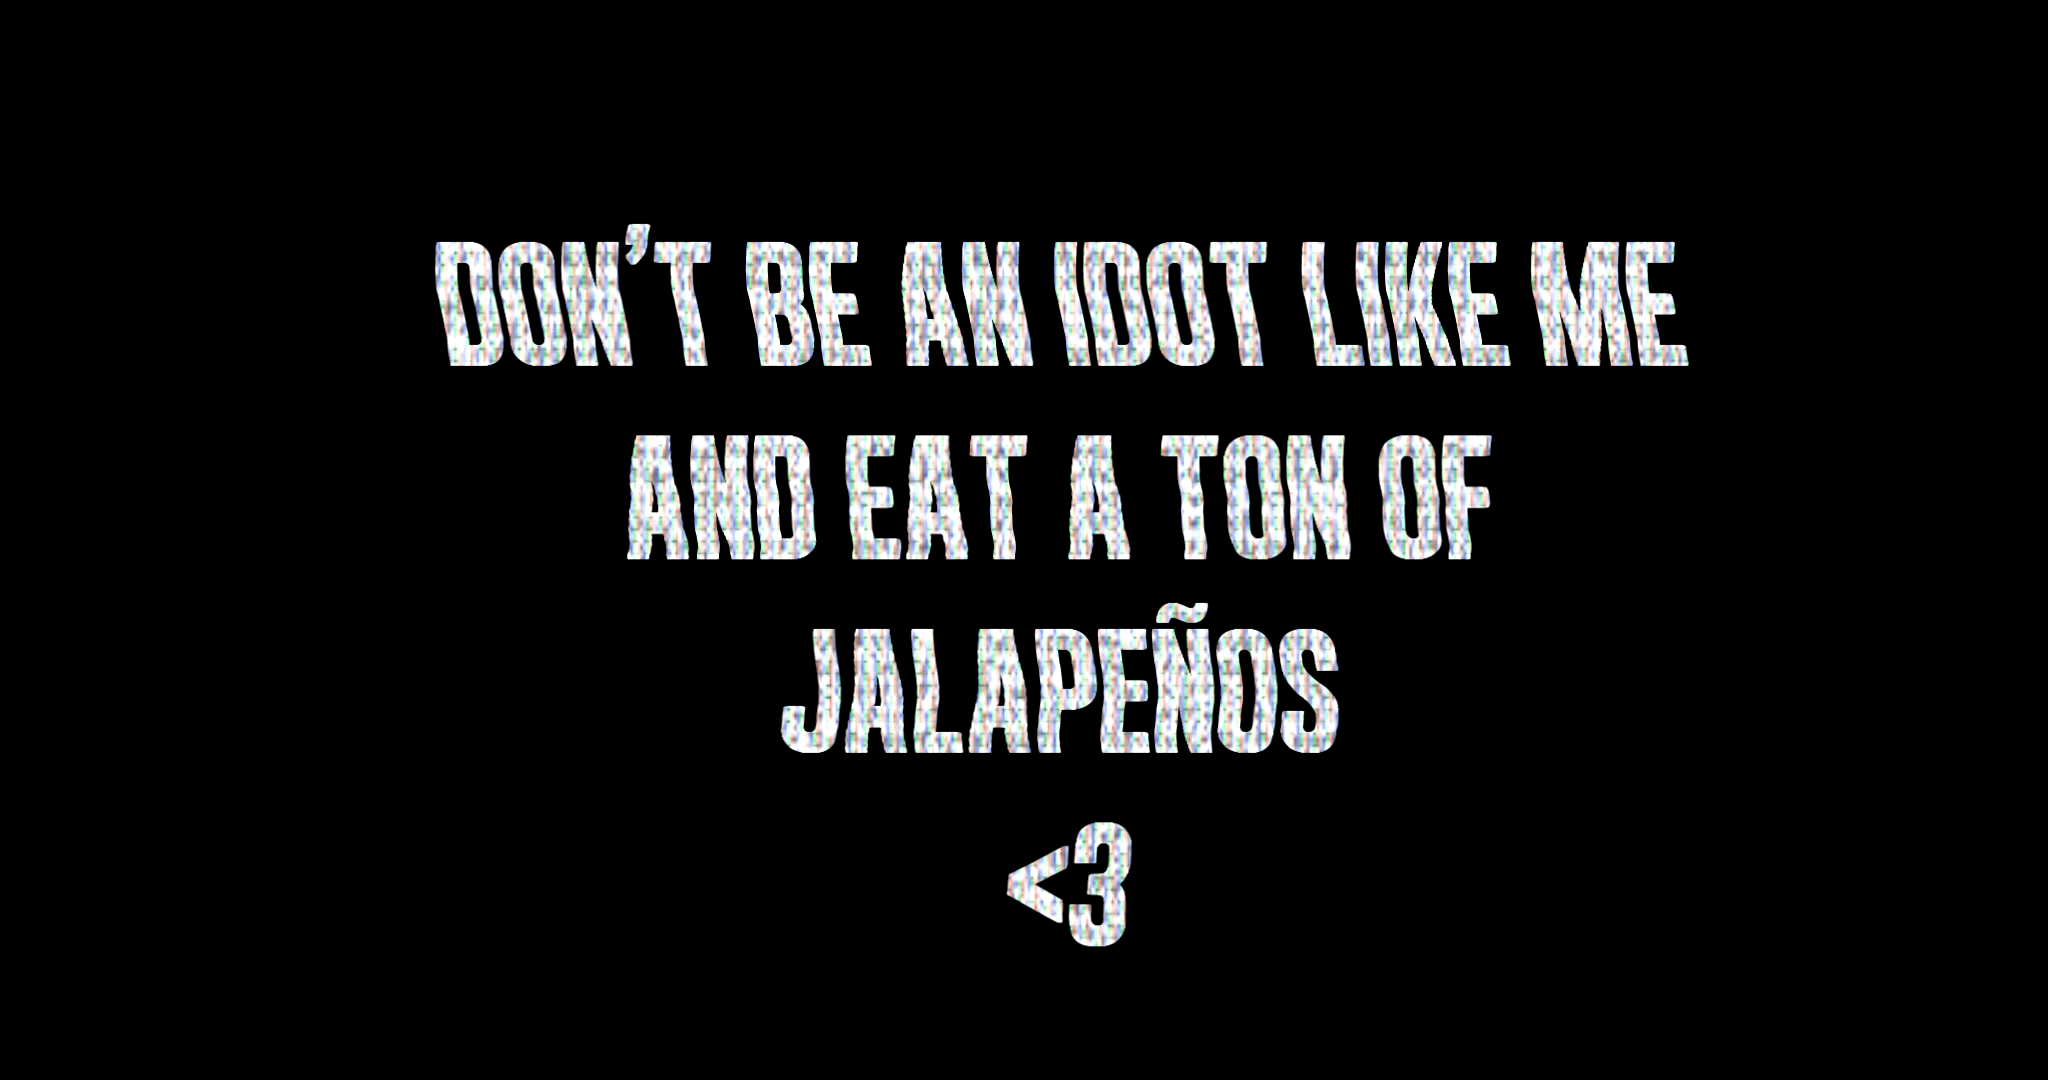 DON'T BE AN IDOT LIKE ME
AND EAT A TON OF
JALAPEÑOS
<3